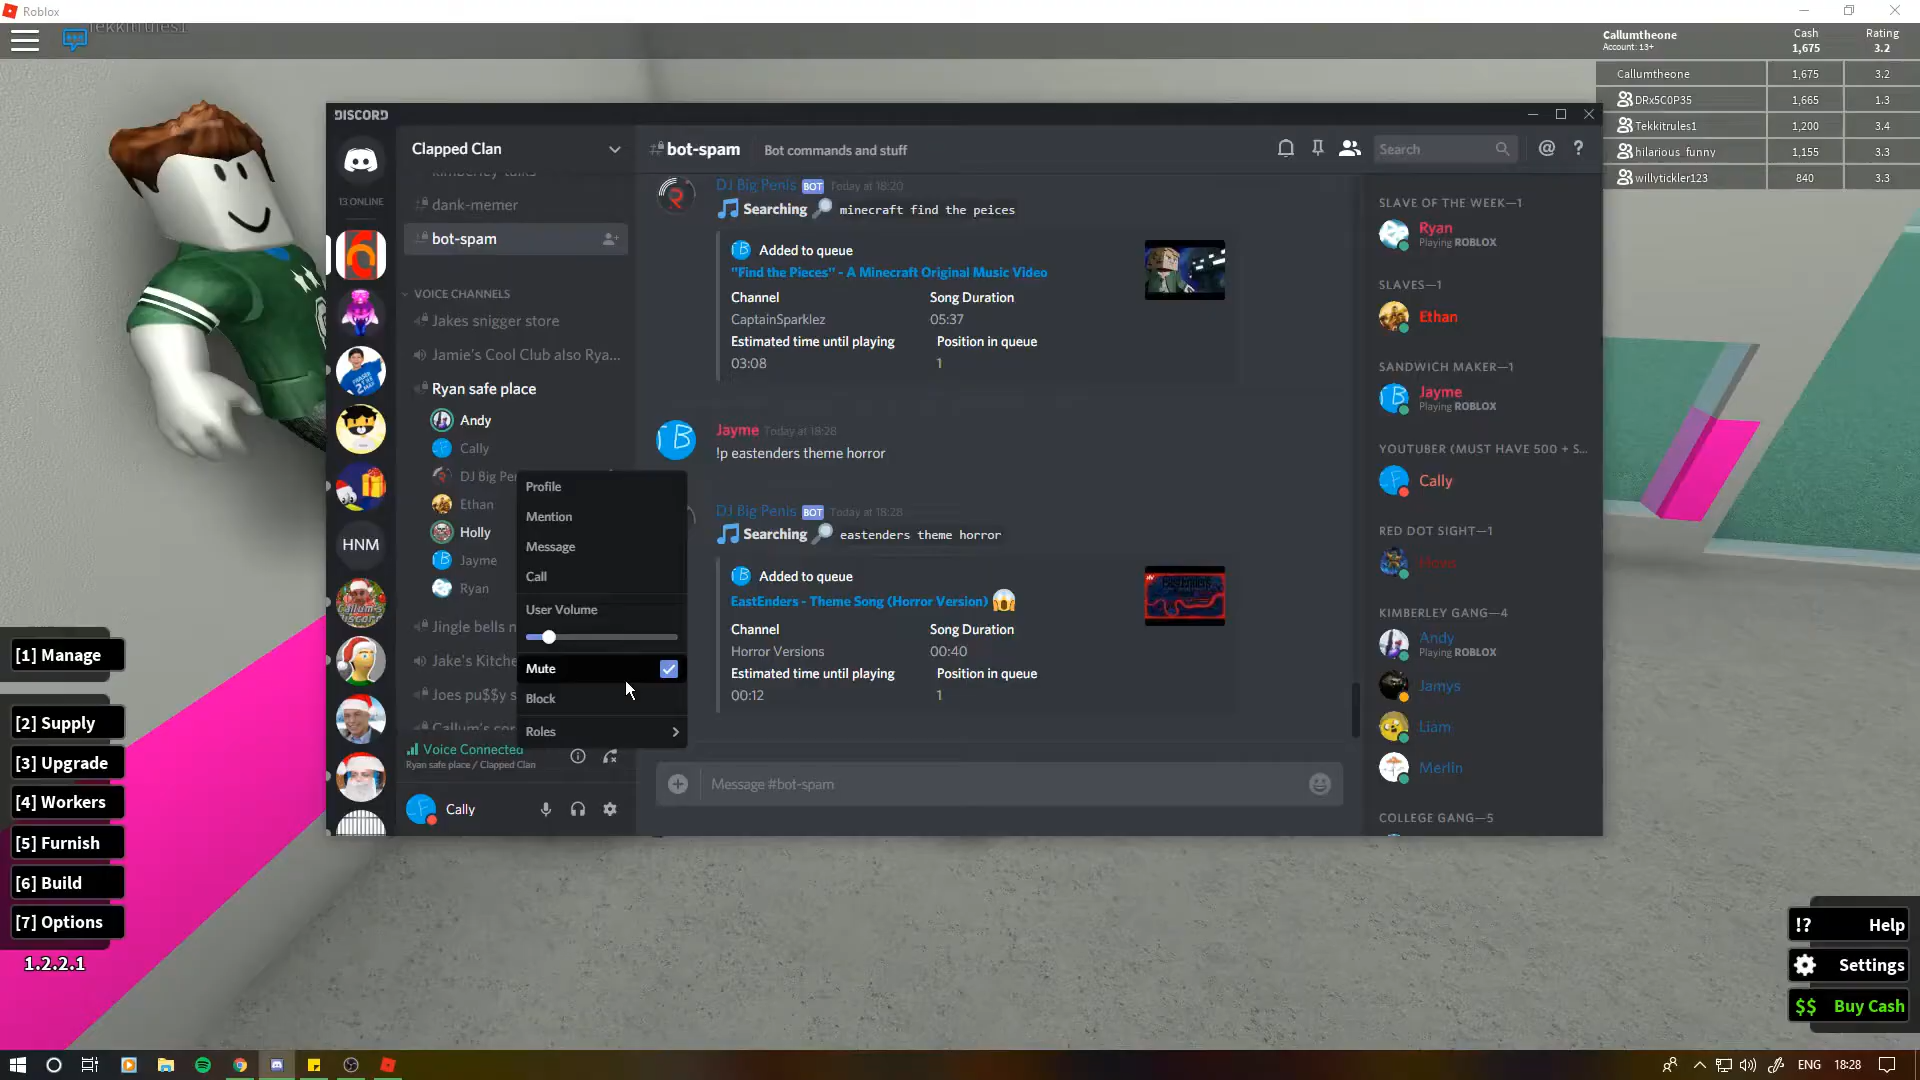 Roblox
Tekkitrules1
Callumtheone
Account: 13+
Cash
1,675
Rating
3.2
Callumtheone 1,675 3.2
DRx5C0P35 1,665 1.3
Tekkitrules1 1,200 3.4
hilarious_funny 1,155 3.3
willytickler123 840 3.3
DISCORD
Clapped Clan
#bot-spam
Bot commands and stuff
Search
@ ?
13 ONLINE
HNM
kimberley-talks
dank-memer
bot-spam
VOICE CHANNELS
Jakes snigger store
Jamie's Cool Club also Rya...
Ryan safe place
Andy
Cally
DJ Big Pe
Ethan
Holly
Jayme
Ryan
Jingle bells
Jake's Kitche
Joes pu$$y s
Voice Connected
Ryan safe place / Clapped Clan
Cally
Profile
Mention
Message
Call
User Volume
Mute
Block
Roles
DJ Big Penis BOT Today at 18:20
Searching minecraft find the peices
Added to queue
"Find the Pieces" - A Minecraft Original Music Video
Channel Song Duration
CaptainSparklez 05:37
Estimated time until playing Position in queue
03:08 1
Jayme Today at 18:28
!p eastenders theme horror
DJ Big Penis BOT Today at 18:28
Searching eastenders theme horror
Added to queue
EastEnders - Theme Song (Horror Version)
Channel Song Duration
Horror Versions 00:40
Estimated time until playing Position in queue
00:12 1
Message #bot-spam
SLAVE OF THE WEEK—1
Ryan
Playing ROBLOX
SLAVES—1
Ethan
SANDWICH MAKER—1
Jayme
Playing ROBLOX
YOUTUBER (MUST HAVE 500 + S...
Cally
RED DOT SIGHT—1
KIMBERLEY GANG—4
Andy
Playing ROBLOX
Jamys
Liam
Merlin
COLLEGE GANG—5
[1] Manage
[2] Supply
[3] Upgrade
[4] Workers
[5] Furnish
[6] Build
[7] Options
1.2.2.1
!? Help
Settings
$$ Buy Cash
ENG
18:28